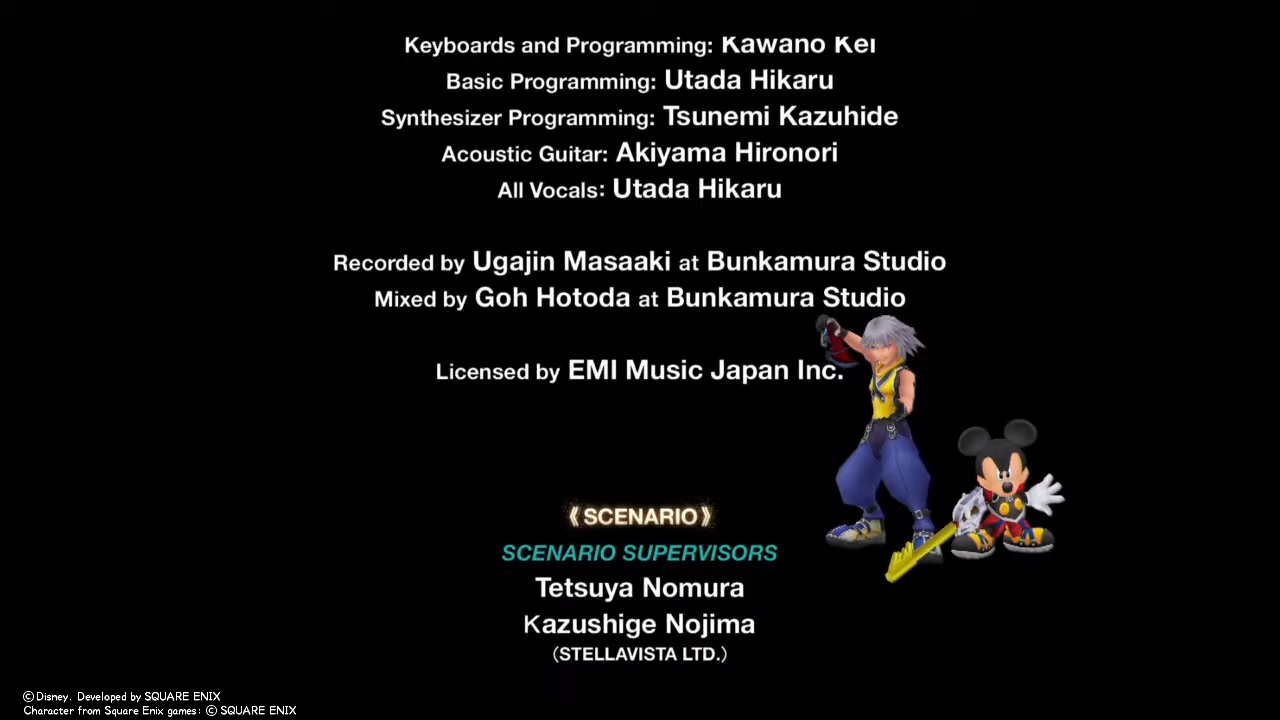 Keyboards and Programming: Kawano Kei
Basic Programming: Utada Hikaru
Synthesizer Programming: Tsunemi Kazuhide
Acoustic Guitar: Akiyama Hironori
All Vocals: Utada Hikaru
Recorded by Ugajin Masaaki at Bunkamura Studio
Mixed by Goh Hotoda at Bunkamura Studio
Licensed by EMI Music Japan Inc.
《SCENARIO》
SCENARIO SUPERVISORS
Tetsuya Nomura
Kazushige Nojima
(STELLAVISTA LTD.)
©Disney. Developed by SQUARE ENIX
Character from Square Enix games: © SQUARE ENIX